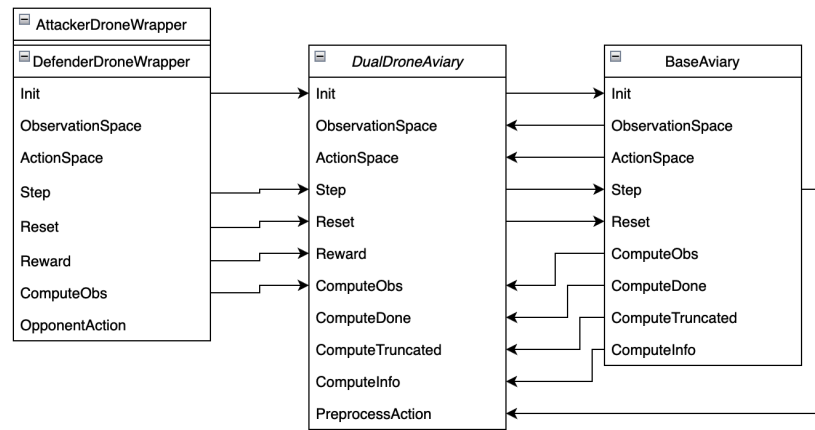 AttackerDroneWrapper
DefenderDroneWrapper
Init
ObservationSpace
ActionSpace
Step
Reset
Reward
ComputeObs
OpponentAction
DualDroneAviary
Init
ObservationSpace
ActionSpace
Step
Reset
Reward
ComputeObs
ComputeDone
ComputeTruncated
ComputeInfo
PreprocessAction
BaseAviary
Init
ObservationSpace
ActionSpace
Step
Reset
ComputeObs
ComputeDone
ComputeTruncated
ComputeInfo